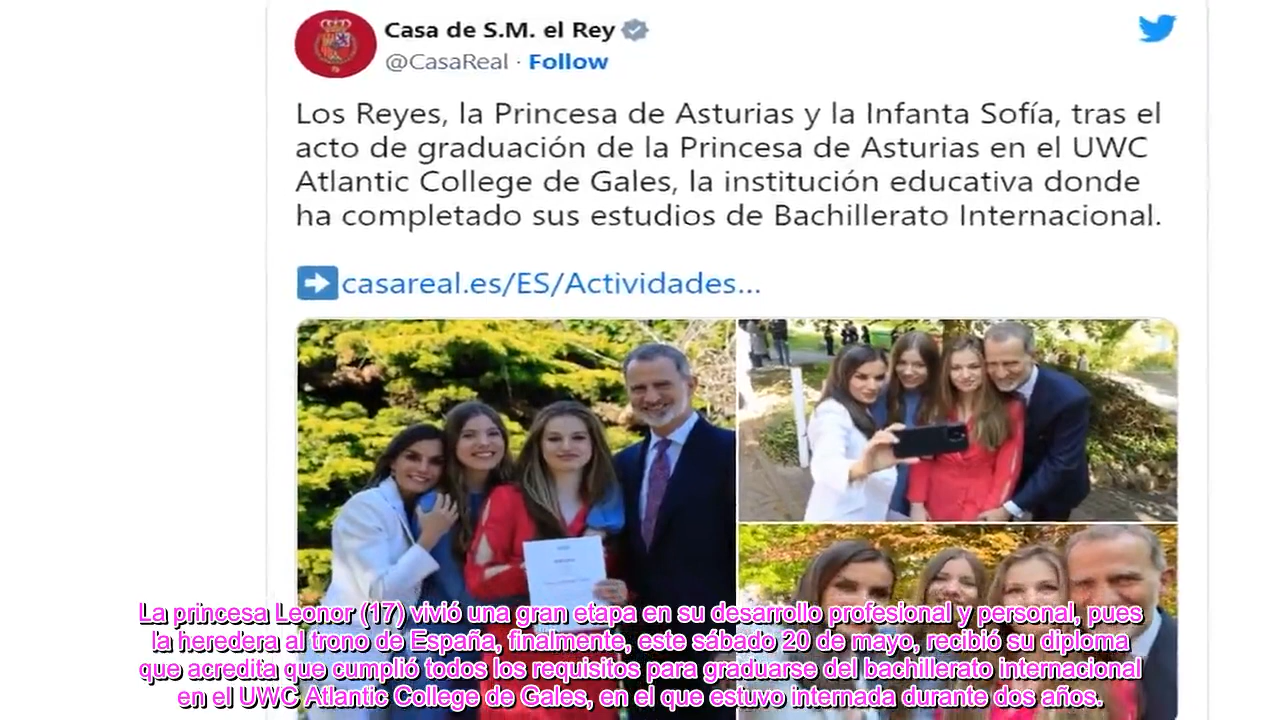 Casa de S.M. el Rey
@CasaReal · Follow
Los Reyes, la Princesa de Asturias y la Infanta Sofía, tras el
acto de graduación de la Princesa de Asturias en el UWC
Atlantic College de Gales, la institución educativa donde
ha completado sus estudios de Bachillerato Internacional.
➡casareal.es/ES/Actividades...
La princesa Leonor (17) vivió una gran etapa en su desarrollo profesional y personal, pues
la heredera al trono de España, finalmente, este sábado 20 de mayo, recibió su diploma
que acredita que cumplió todos los requisitos para graduarse del bachillerato internacional
en el UWC Atlantic College de Gales, en el que estuvo internada durante dos años.